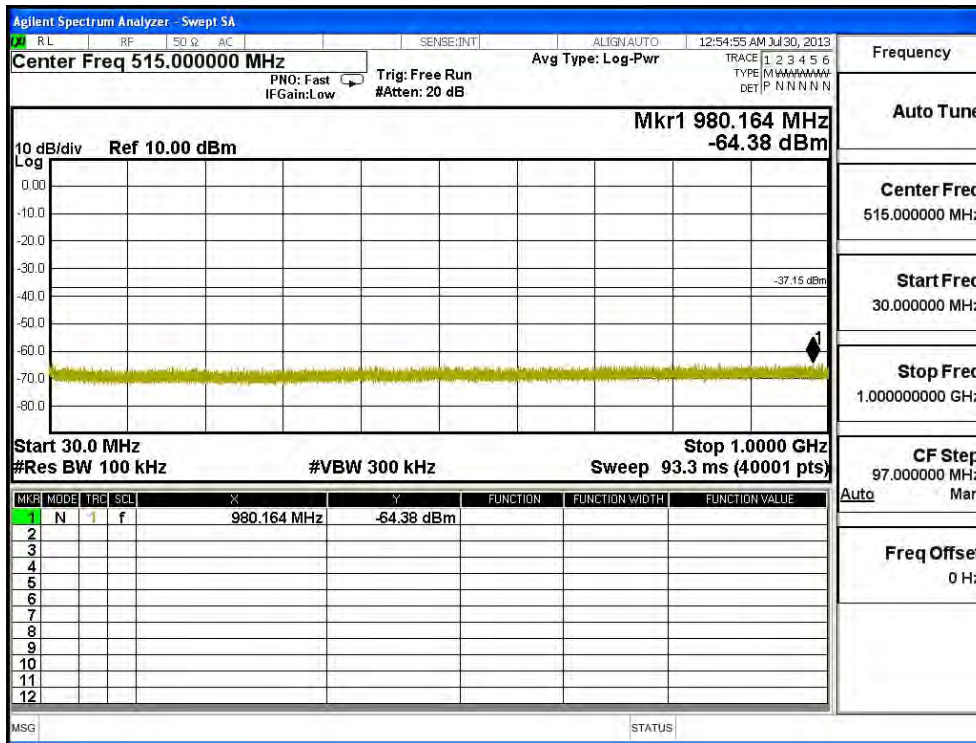 Agilent Spectrum Analyzer - Swept SA
RL RF 50 Ω AC SENSE:INT ALIGN AUTO 12:54:55 AM Jul 30, 2013
Center Freq 515.000000 MHz
PNO: Fast
IFGain:Low
Trig: Free Run
#Atten: 20 dB
Avg Type: Log-Pwr
TRACE 1 2 3 4 5 6
TYPE M
DET P N N N N N
Mkr1 980.164 MHz
-64.38 dBm
10 dB/div Ref 10.00 dBm
Log
0.00
-10.0
-20.0
-30.0
-37.15 dBm
-40.0
-50.0
1
-60.0
-70.0
-80.0
Start 30.0 MHz Stop 1.0000 GHz
#Res BW 100 kHz #VBW 300 kHz Sweep 93.3 ms (40001 pts)
MKR MODE TRC SCL X Y FUNCTION FUNCTION WIDTH FUNCTION VALUE
1 N 1 f 980.164 MHz -64.38 dBm
2
3
4
5
6
7
8
9
10
11
12
MSG STATUS
Frequency
Auto Tune
Center Freq
515.000000 MHz
Start Freq
30.000000 MHz
Stop Freq
1.000000000 GHz
CF Step
97.000000 MHz
Auto Man
Freq Offset
0 Hz